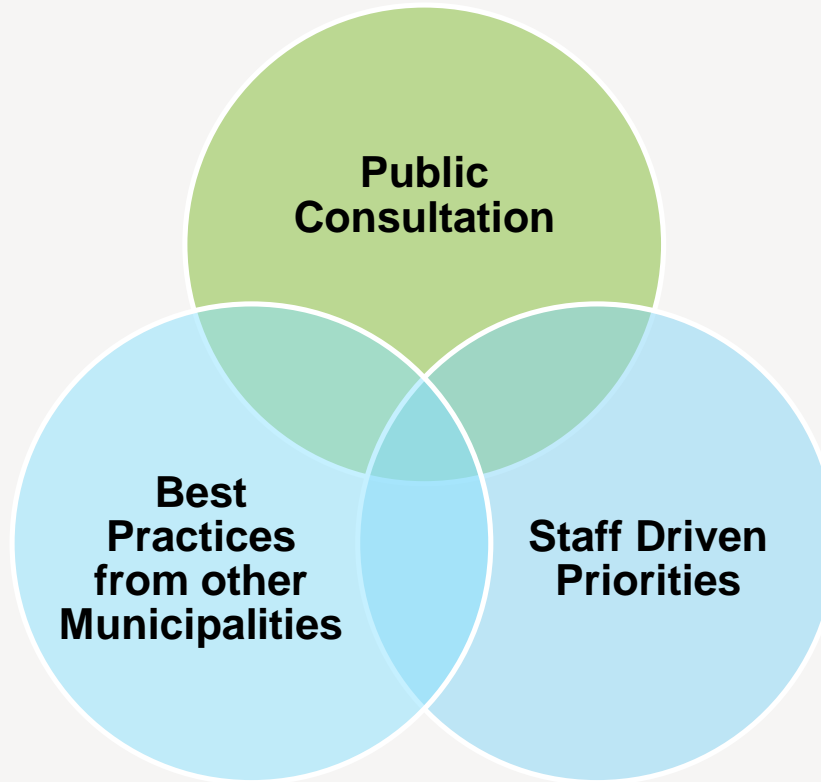 Public
Consultation
Best
Practices
from other
Municipalities
Staff Driven
Priorities